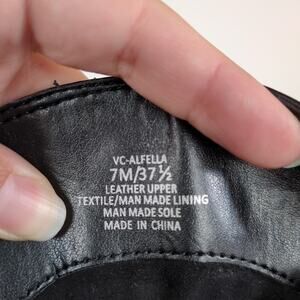 VC-ALFELLA
7M/37½
LEATHER UPPER
TEXTILE/MAN MADE LINING
MAN MADE SOLE
MADE IN CHINA